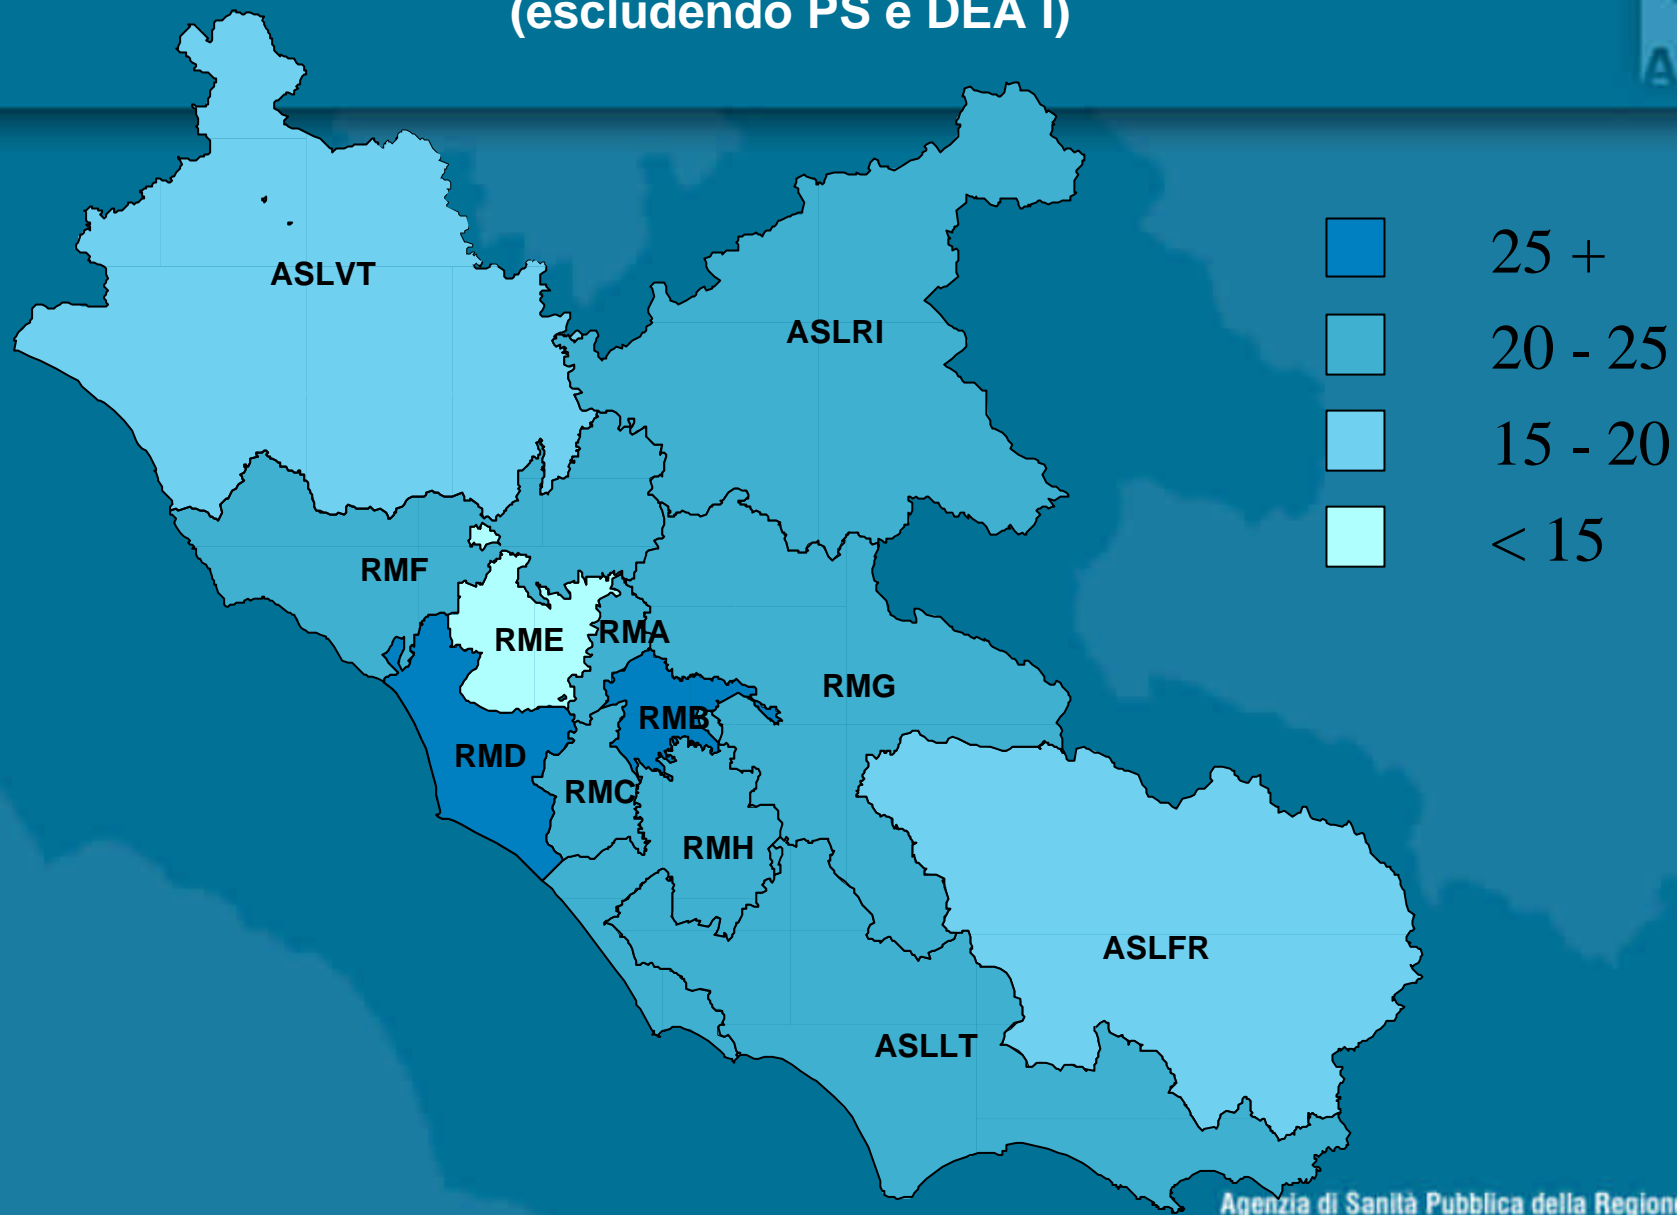 (escludendo PS e DEA I)
A
ASLVT
ASLRI
25 +
20 - 25
15 - 20
< 15
RMF
RME
RMA
RMG
RMB
RMD
RMC
RMH
ASLFR
ASLLT
Agenzia di Sanità Pubblica della Regione